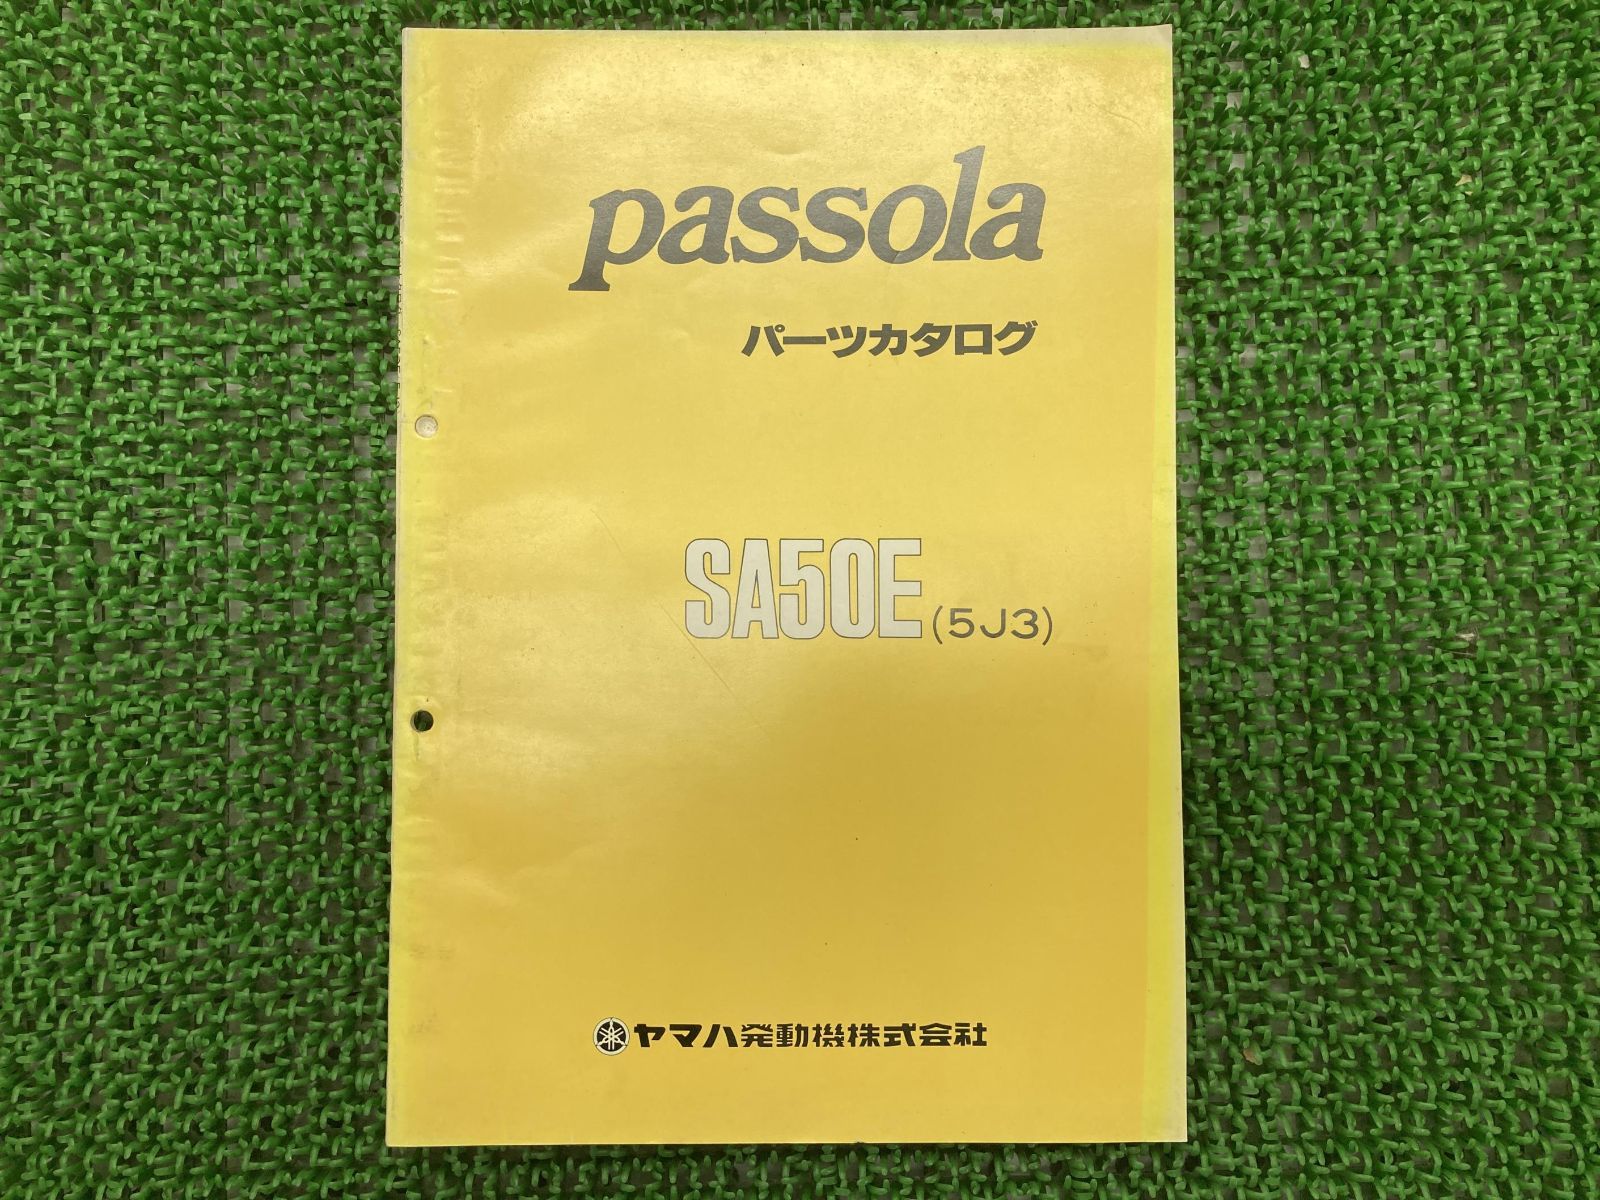 passola
パーツカタログ
SA50E (5J3)
ヤマハ発動機株式会社